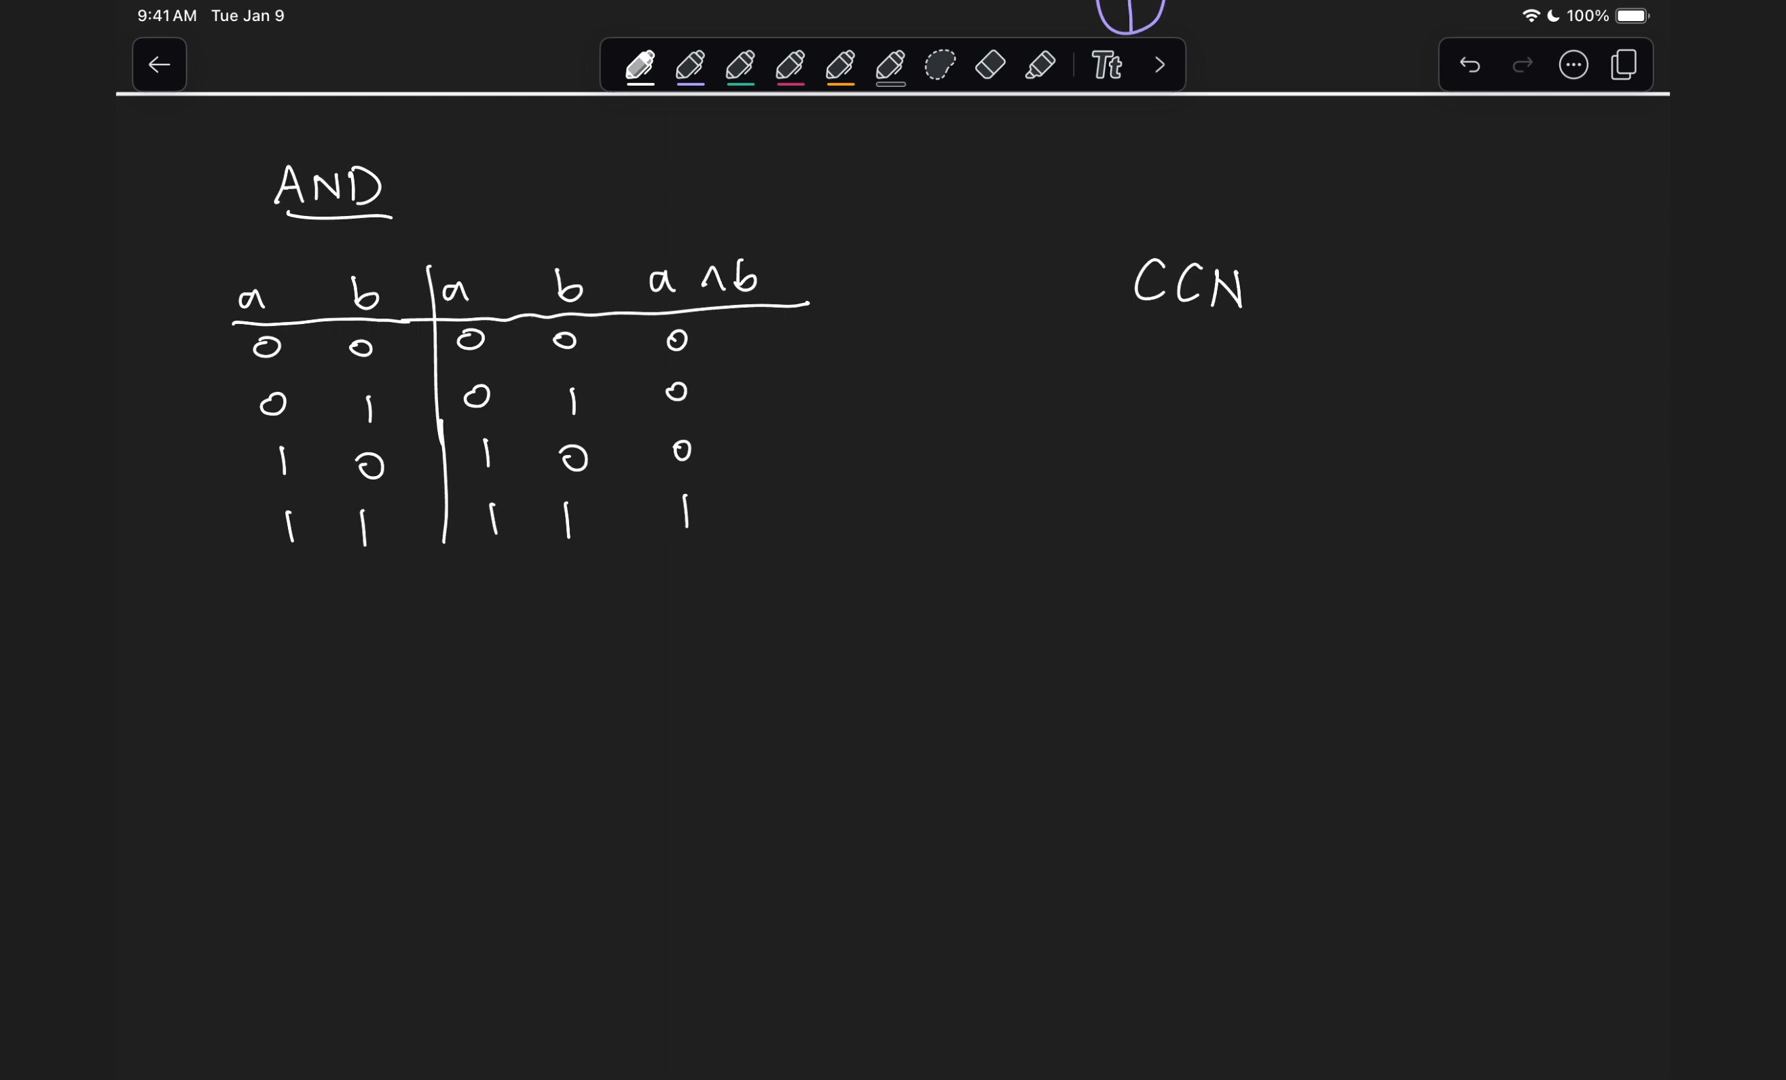 9:41 AM Tue Jan 9
100%
Tt
AND
a b a b a ∧ b
CCN
0 0 0 0 0
0 1 0 1 0
1 0 1 0 0
1 1 1 1 1